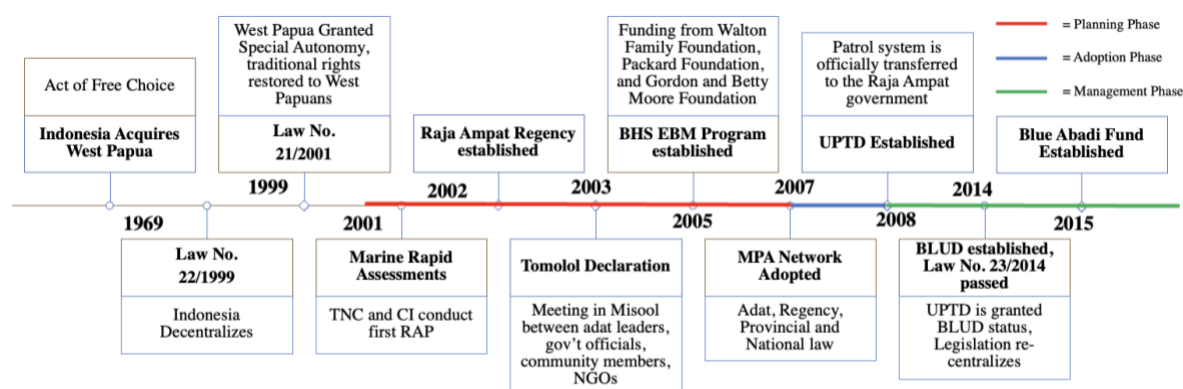 Act of Free Choice
Indonesia Acquires
West Papua
West Papua Granted
Special Autonomy,
traditional rights
restored to West
Papuans
Law No.
21/2001
Raja Ampat Regency
established
Funding from Walton
Family Foundation,
Packard Foundation,
and Gordon and Betty
Moore Foundation
BHS EBM Program
established
Patrol system is
officially transferred
to the Raja Ampat
government
UPTD Established
= Planning Phase
= Adoption Phase
= Management Phase
Blue Abadi Fund
Established
1999
2002
2003
2007
2014
1969
2001
2005
2008
2015
Law No.
22/1999
Indonesia
Decentralizes
Marine Rapid
Assessments
TNC and CI conduct
first RAP
Tomolol Declaration
Meeting in Misool
between adat leaders,
gov't officials,
community members,
NGOs
MPA Network
Adopted
Adat, Regency,
Provincial and
National law
BLUD established,
Law No. 23/2014
passed
UPTD is granted
BLUD status,
Legislation re-
centralizes